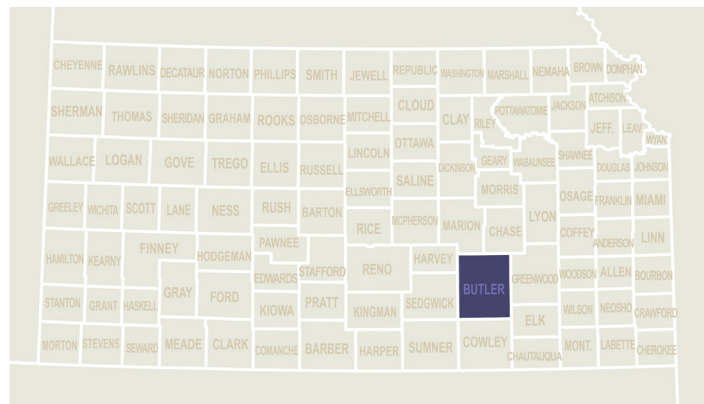 CHEYENNE RAWLINS DECATAUR NORTON PHILLIPS SMITH JEWELL REPUBLIC WASHINGTON MARSHALL NEMAHA BROWN DONIPHAN
SHERMAN THOMAS SHERIDAN GRAHAM ROOKS OSBORNE MITCHELL CLOUD CLAY RILEY POTTAWATOMIE JACKSON ATCHISON
JEFF. LEAV. WYAN.
WALLACE LOGAN GOVE TREGO ELLIS RUSSELL LINCOLN OTTAWA DICKINSON GEARY WABAUNSEE SHAWNEE DOUGLAS JOHNSON
ELLSWORTH SALINE MORRIS
GREELEY WICHITA SCOTT LANE NESS RUSH BARTON RICE MCPHERSON MARION CHASE LYON OSAGE FRANKLIN MIAMI
COFFEY ANDERSON LINN
HAMILTON KEARNY FINNEY HODGEMAN PAWNEE STAFFORD RENO HARVEY
EDWARDS BUTLER GREENWOOD WOODSON ALLEN BOURBON
STANTON GRANT HASKELL GRAY FORD KIOWA PRATT KINGMAN SEDGWICK ELK WILSON NEOSHO CRAWFORD
MORTON STEVENS SEWARD MEADE CLARK COMANCHE BARBER HARPER SUMNER COWLEY CHAUTAUQUA MONT. LABETTE CHEROKEE